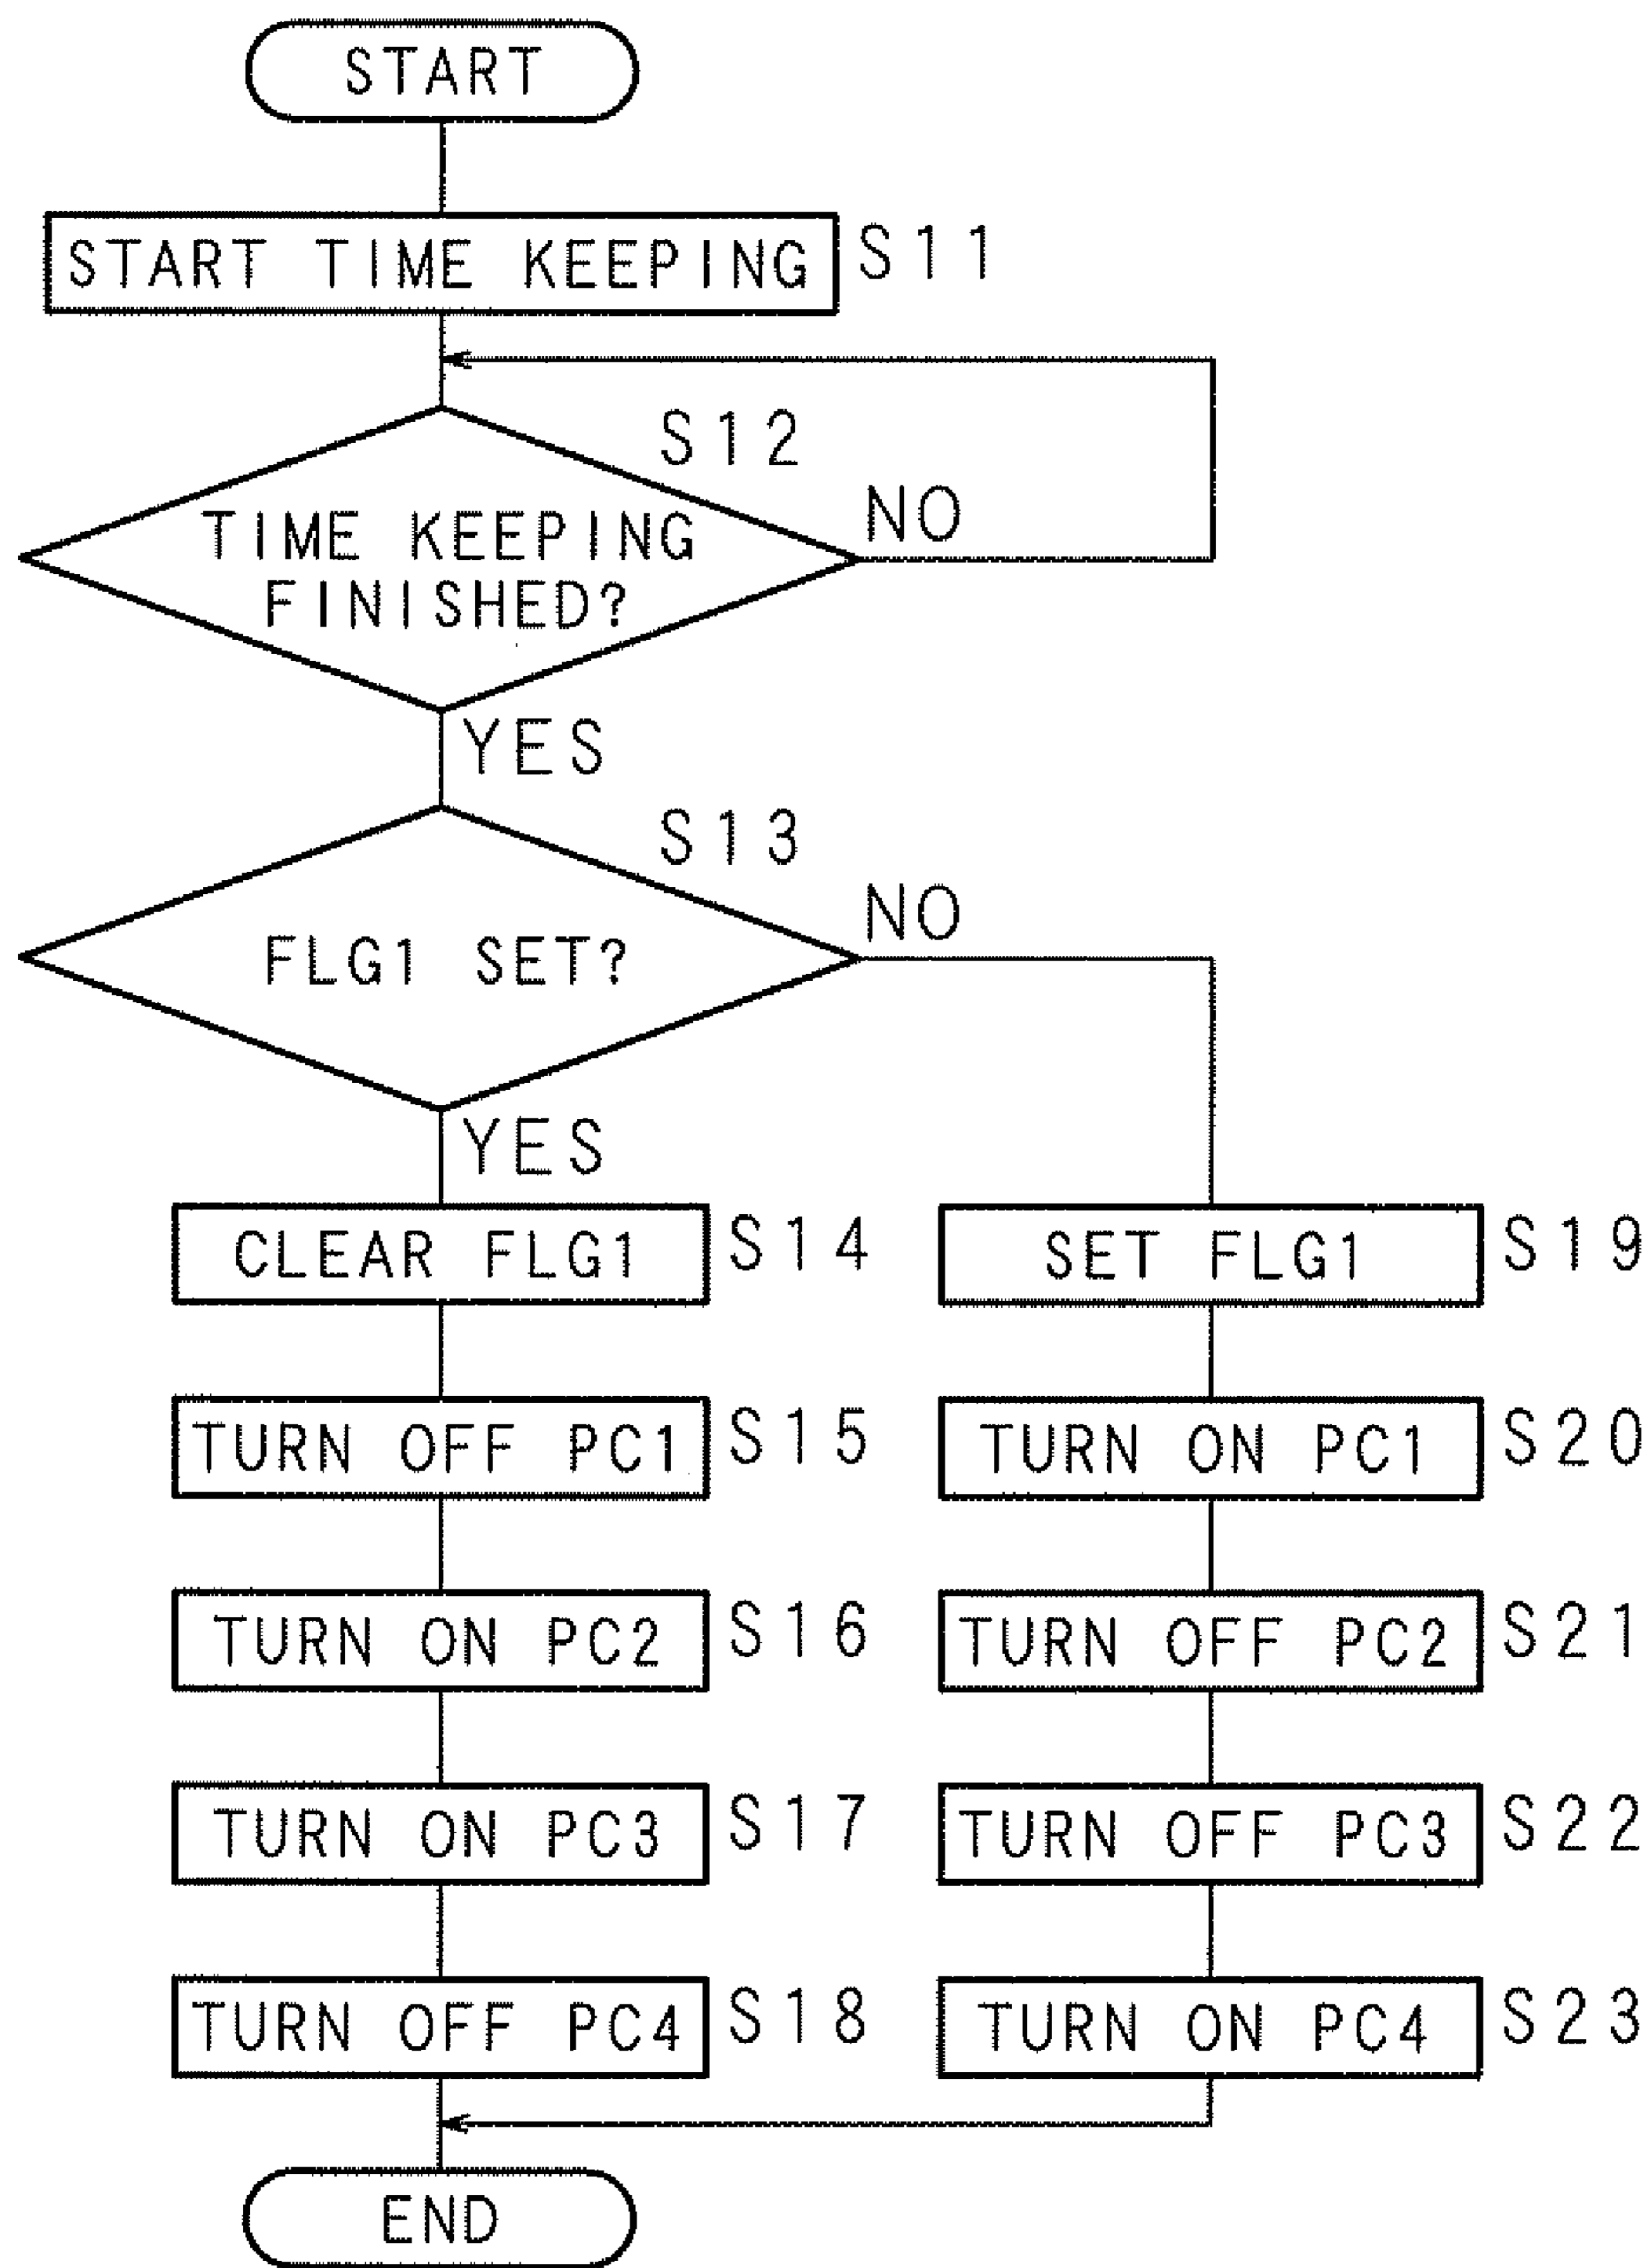 START
START TIME KEEPING S11
S12
TIME KEEPING
FINISHED?
NO
YES
S13
FLG1 SET?
NO
YES
CLEAR FLG1 S14
TURN OFF PC1 S15
TURN ON PC2 S16
TURN ON PC3 S17
TURN OFF PC4 S18
SET FLG1 S19
TURN ON PC1 S20
TURN OFF PC2 S21
TURN OFF PC3 S22
TURN ON PC4 S23
END